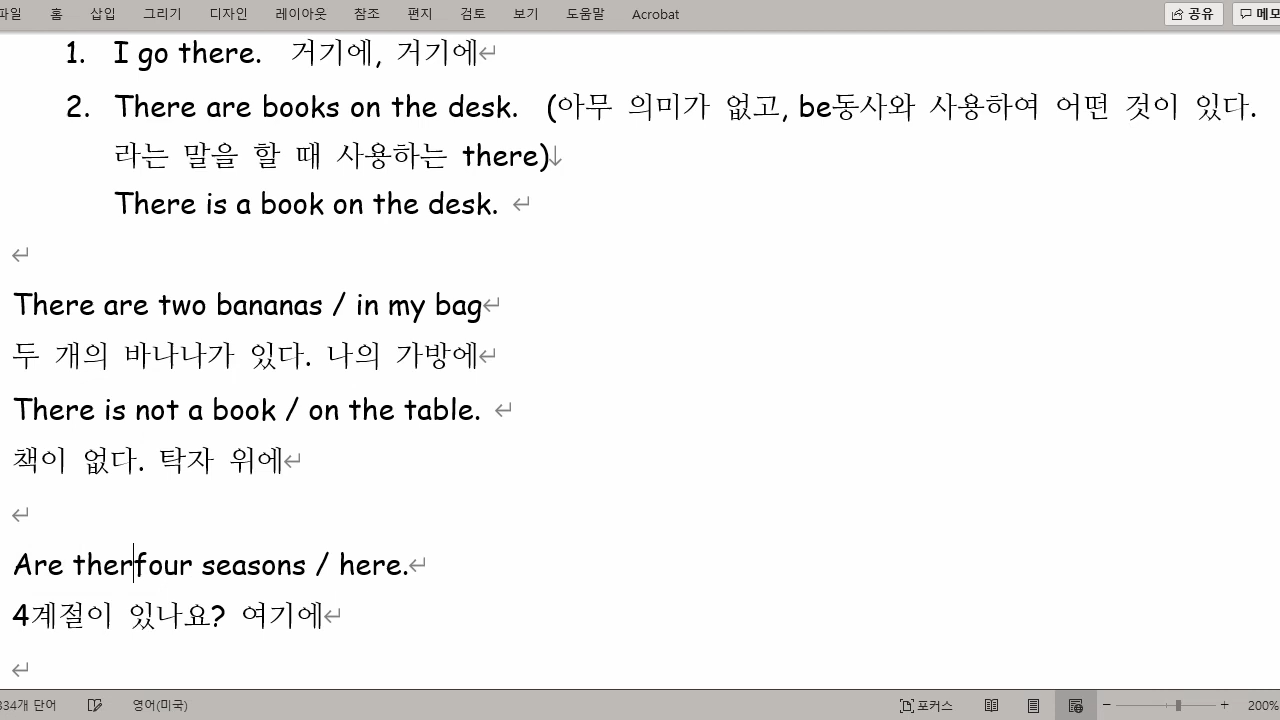 파일 홈 삽입 그리기 디자인 레이아웃 참조 편지 검토 보기 도움말 Acrobat 공유 메모
1. I go there. 거기에, 거기에
2. There are books on the desk. (아무 의미가 없고, be동사와 사용하여 어떤 것이 있다.
라는 말을 할 때 사용하는 there)
There is a book on the desk.
There are two bananas / in my bag
두 개의 바나나가 있다. 나의 가방에
There is not a book / on the table.
책이 없다. 탁자 위에
Are therfour seasons / here.
4계절이 있나요? 여기에
334개 단어 영어(미국) 포커스 200%